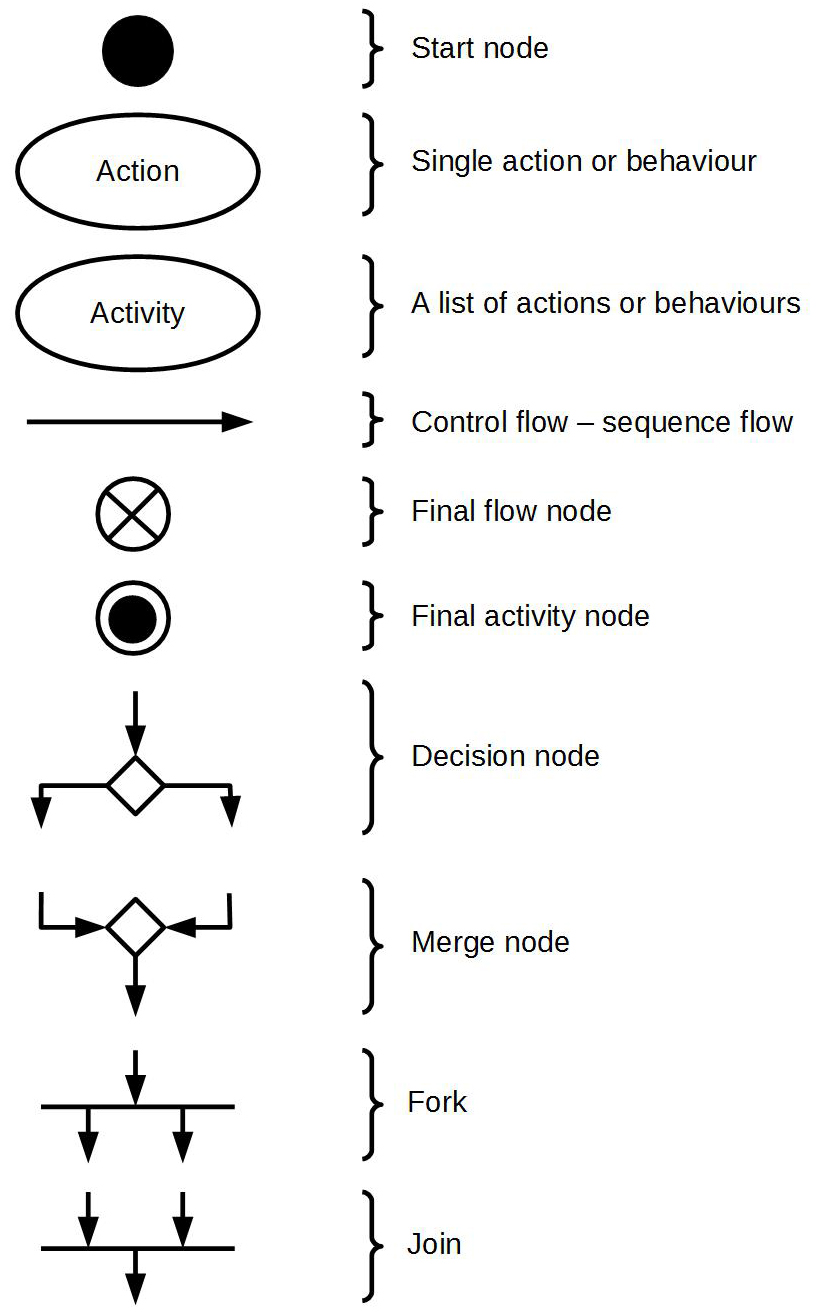 Start node
Action
Single action or behaviour
Activity
A list of actions or behaviours
Control flow – sequence flow
Final flow node
Final activity node
Decision node
Merge node
Fork
Join